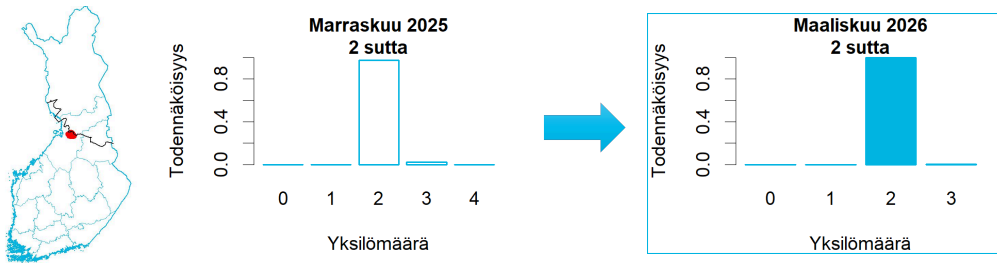 Marraskuu 2025
2 sutta
Todennäköisyys
0.0 0.4 0.8
0 1 2 3 4
Yksilömäärä
Maaliskuu 2026
2 sutta
Todennäköisyys
0.0 0.4 0.8
0 1 2 3
Yksilömäärä